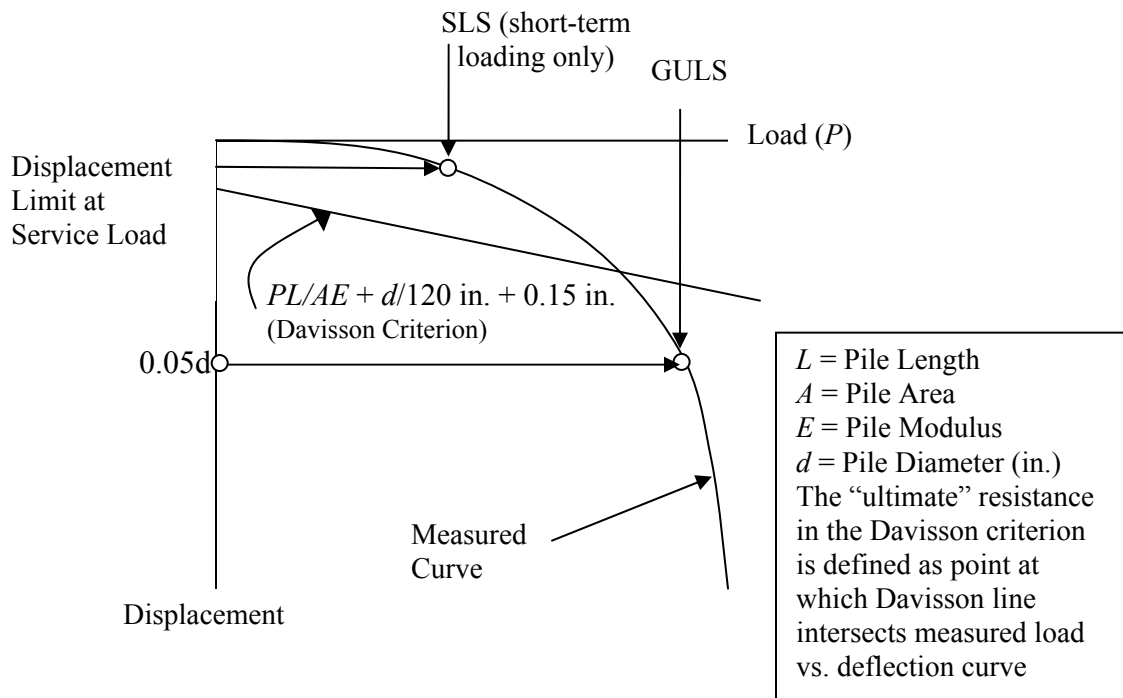 SLS (short-term
loading only)
GULS
Load (P)
Displacement
Limit at
Service Load
PL/AE + d/120 in. + 0.15 in.
(Davisson Criterion)
0.05d
Measured
Curve
Displacement
L = Pile Length
A = Pile Area
E = Pile Modulus
d = Pile Diameter (in.)
The “ultimate” resistance
in the Davisson criterion
is defined as point at
which Davisson line
intersects measured load
vs. deflection curve